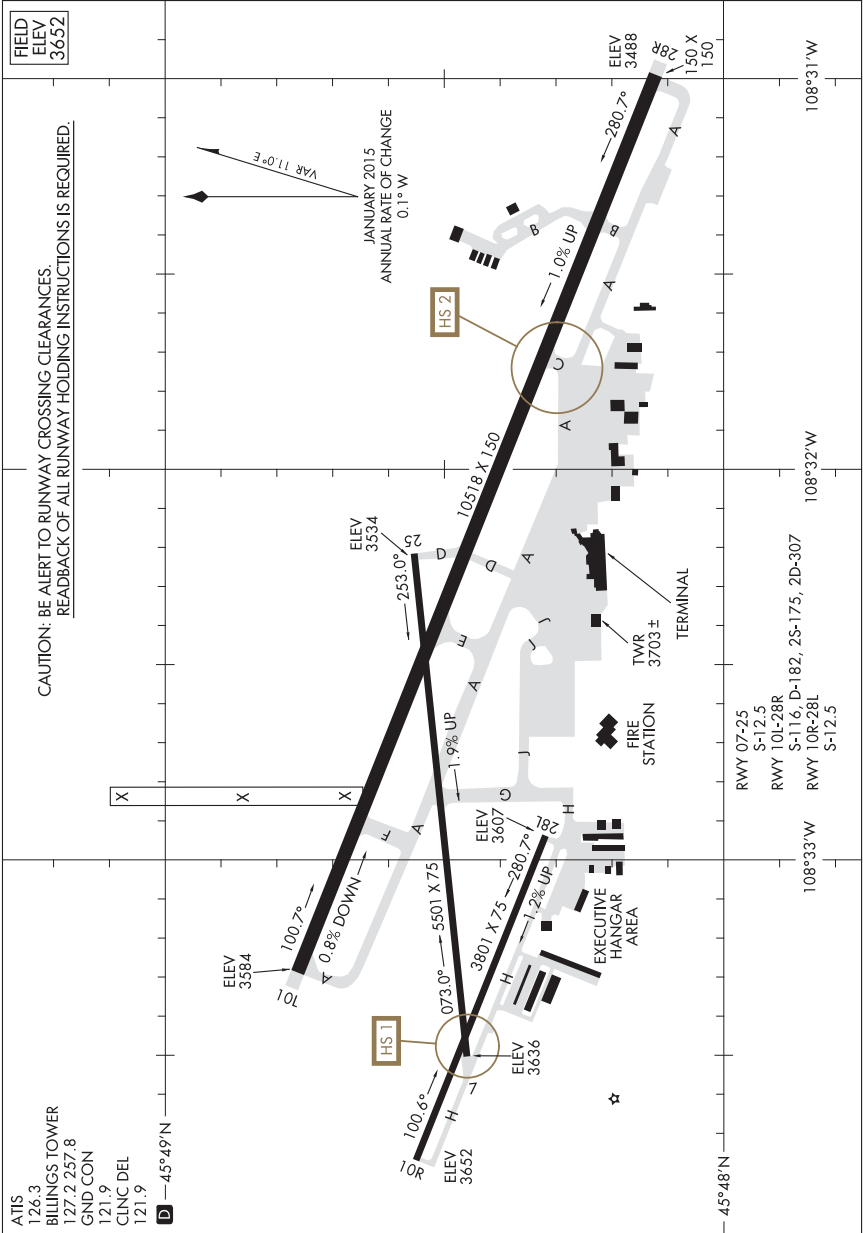 FIELD
ELEV
3652
CAUTION: BE ALERT TO RUNWAY CROSSING CLEARANCES.
READBACK OF ALL RUNWAY HOLDING INSTRUCTIONS IS REQUIRED.
ATIS
126.3
BILLINGS TOWER
127.2 257.8
GND CON
121.9
CLNC DEL
121.9
D
45°49'N
VAR 11.0° E
JANUARY 2015
ANNUAL RATE OF CHANGE
0.1° W
X
X
X
ELEV
3584
10L
100.7°
0.8% DOWN
A
F
A
A
E
D
D
25
ELEV
3534
253.0°
10518 X 150
HS 2
C
A
A
A
B
B
1.0% UP
280.7°
ELEV
3488
28R
150 X
150
A
HS 1
073.0°
5501 X 75
1.9% UP
ELEV
3636
7
10R
ELEV
3652
100.6°
H
3801 X 75
280.7°
1.2% UP
H
28L
ELEV
3607
H
G
J
J
J
EXECUTIVE
HANGAR
AREA
FIRE
STATION
TWR
3703 ±
TERMINAL
45°48'N
RWY 07-25
S-12.5
RWY 10L-28R
S-116, D-182, 2S-175, 2D-307
RWY 10R-28L
S-12.5
108°33'W
108°32'W
108°31'W